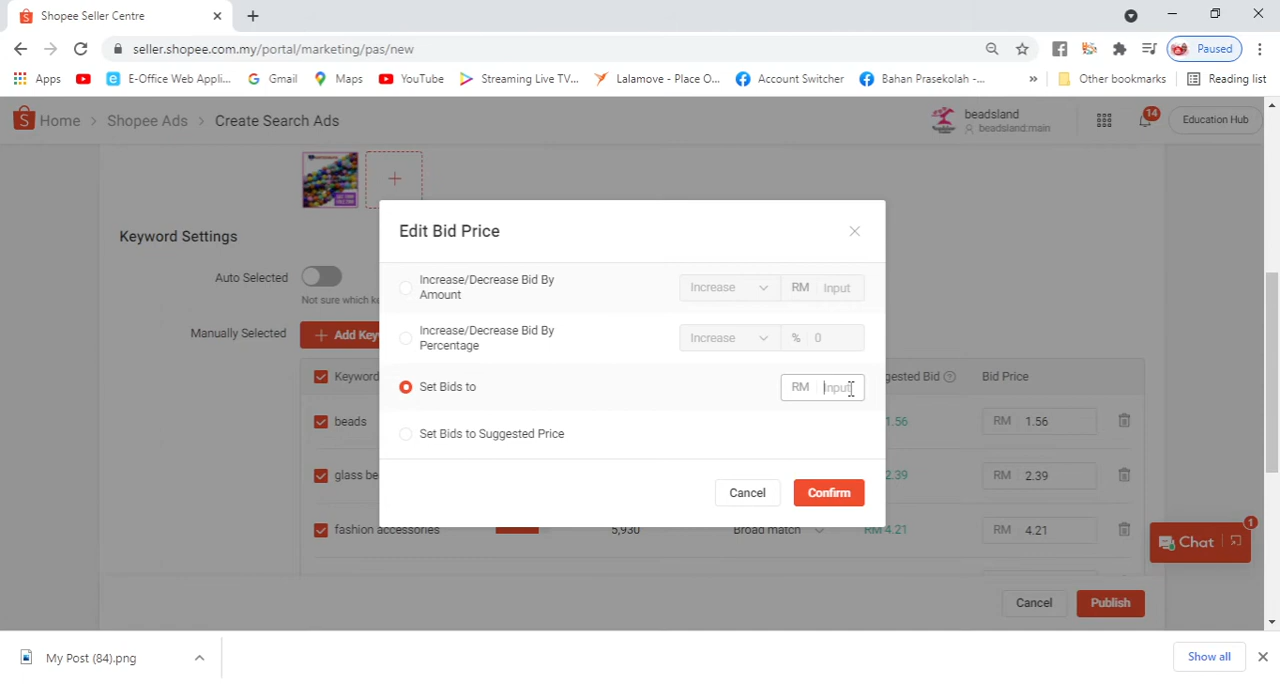 Shopee Seller Centre
seller.shopee.com.my/portal/marketing/pas/new
Paused
Apps
E-Office Web Appli...
Gmail
Maps
YouTube
Streaming Live TV...
Lalamove - Place O...
Account Switcher
Bahan Prasekolah -...
»
Other bookmarks
Reading list
Home > Shopee Ads > Create Search Ads
beadsland
beadsland:main
14
Education Hub
Keyword Settings
Auto Selected
Not sure which ke
Manually Selected
+ Add Key
Edit Bid Price
Increase/Decrease Bid By
Amount
Increase
RM
Input
Increase/Decrease Bid By
Percentage
Increase
% 0
Set Bids to
RM
Input
Set Bids to Suggested Price
Cancel
Confirm
Keyword
gested Bid
Bid Price
beads
1.56
RM 1.56
glass be
2.39
RM 2.39
fashion accessories
5,930
Broad match
RM 4.21
RM 4.21
Chat
1
Cancel
Publish
My Post (84).png
Show all